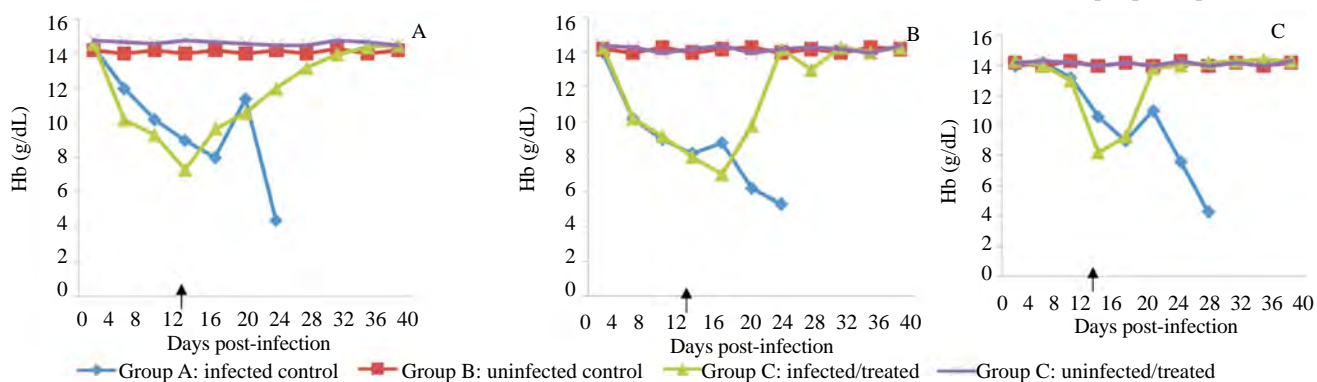 A
16
14
12
10
8
6
4
2
0
Hb (g/dL)
0 4 8 12 16 20 24 28 32 36 40
Days post-infection
B
16
14
12
10
8
6
4
2
0
Hb (g/dL)
0 4 8 12 16 20 24 28 32 36 40
Days post-infection
C
16
14
12
10
8
6
4
2
0
Hb (g/dL)
0 4 8 12 16 20 24 28 32 36 40
Days post-infection
Group A: infected control Group B: uninfected control Group C: infected/treated Group C: uninfected/treated